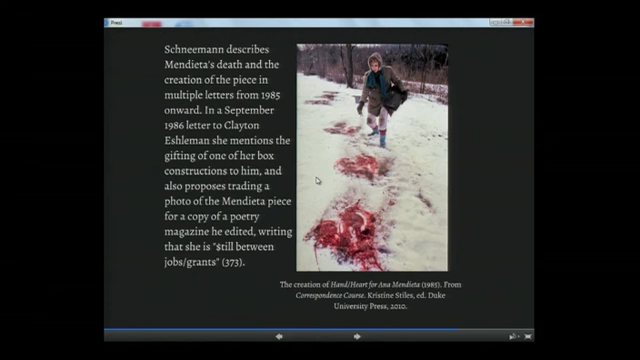 Prezi
Schneemann describes
Mendieta's death and the
creation of the piece in
multiple letters from 1985
onward. In a September
1986 letter to Clayton
Eshleman she mentions the
gifting of one of her box
constructions to him, and
also proposes trading a
photo of the Mendieta piece
for a copy of a poetry
magazine he edited, writing
that she is "$till between
jobs/grants" (373).
The creation of Hand/Heart for Ana Mendieta (1985). From
Correspondence Course. Kristine Stiles, ed. Duke
University Press, 2010.